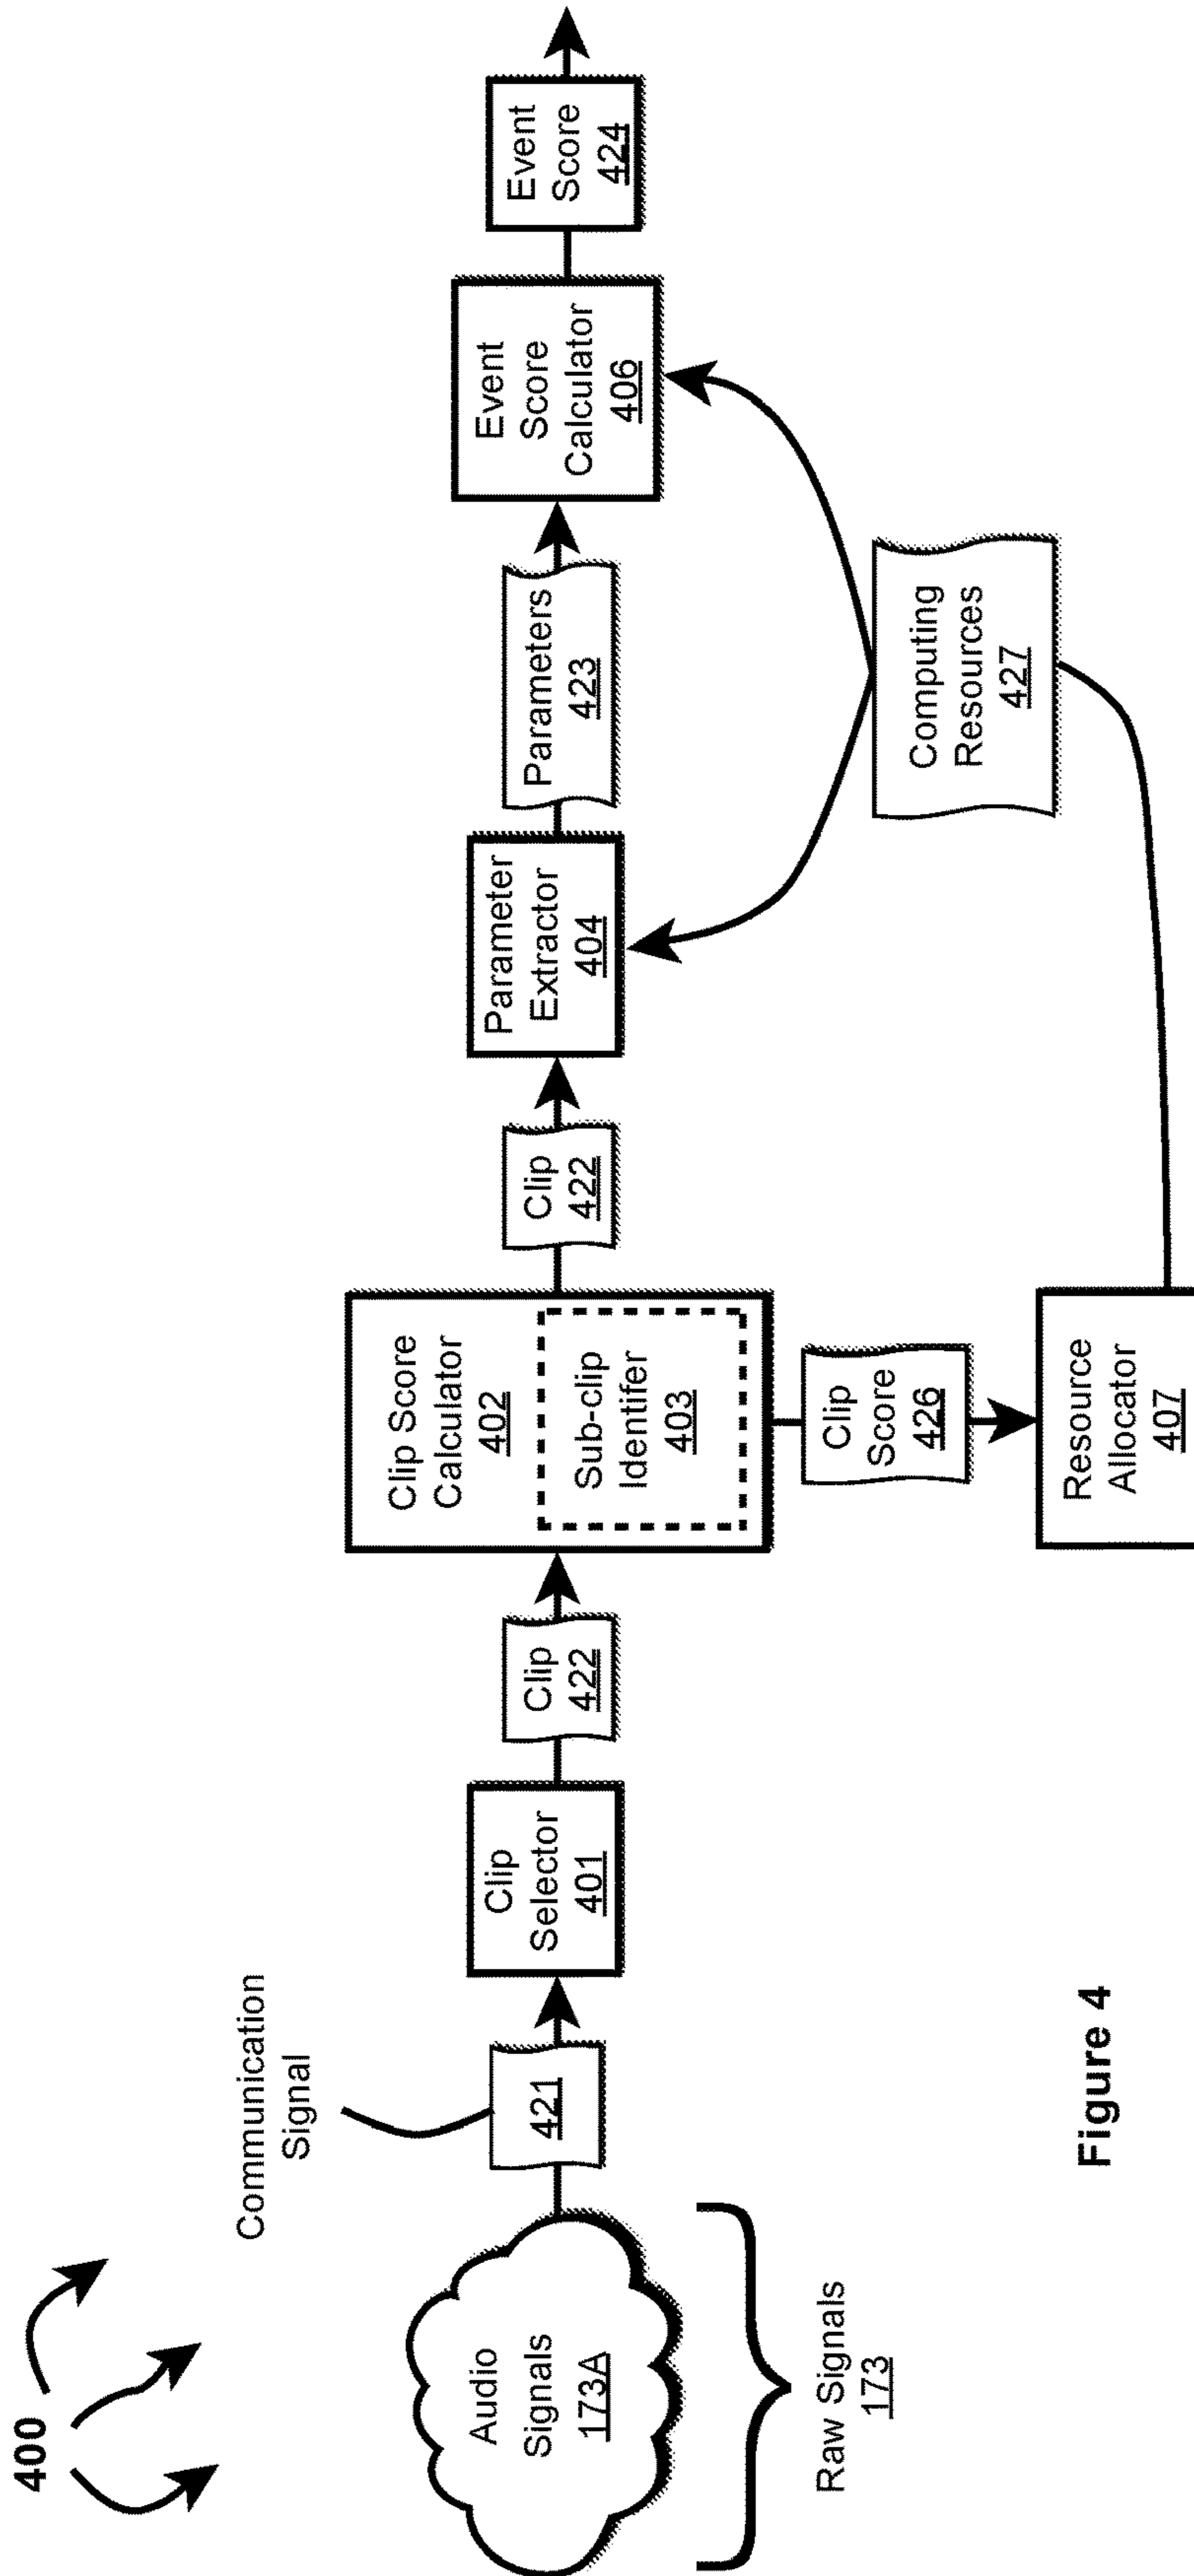 400
Communication
Signal
Audio
Signals
173A
Raw Signals
173
421
Clip
Selector
401
Clip
422
Clip Score
Calculator
402
Sub-clip
Identifer
403
Clip
Score
426
Resource
Allocator
407
Clip
422
Parameter
Extractor
404
Parameters
423
Computing
Resources
427
Event
Score
Calculator
406
Event
Score
424
Figure 4